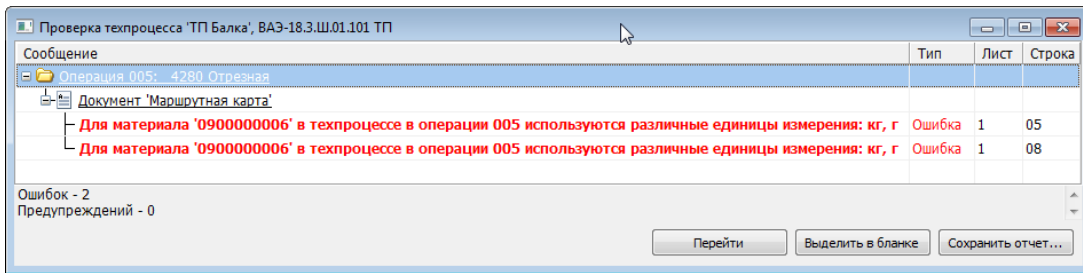 Проверка техпроцесса 'ТП Балка', ВАЭ-18.3.Ш.01.101 ТП
Сообщение Тип Лист Строка
Операция 005: 4280 Отрезная
Документ 'Маршрутная карта'
Для материала '0900000006' в техпроцессе в операции 005 используются различные единицы измерения: кг, г Ошибка 1 05
Для материала '0900000006' в техпроцессе в операции 005 используются различные единицы измерения: кг, г Ошибка 1 08
Ошибок - 2
Предупреждений - 0
Перейти Выделить в бланке Сохранить отчет...